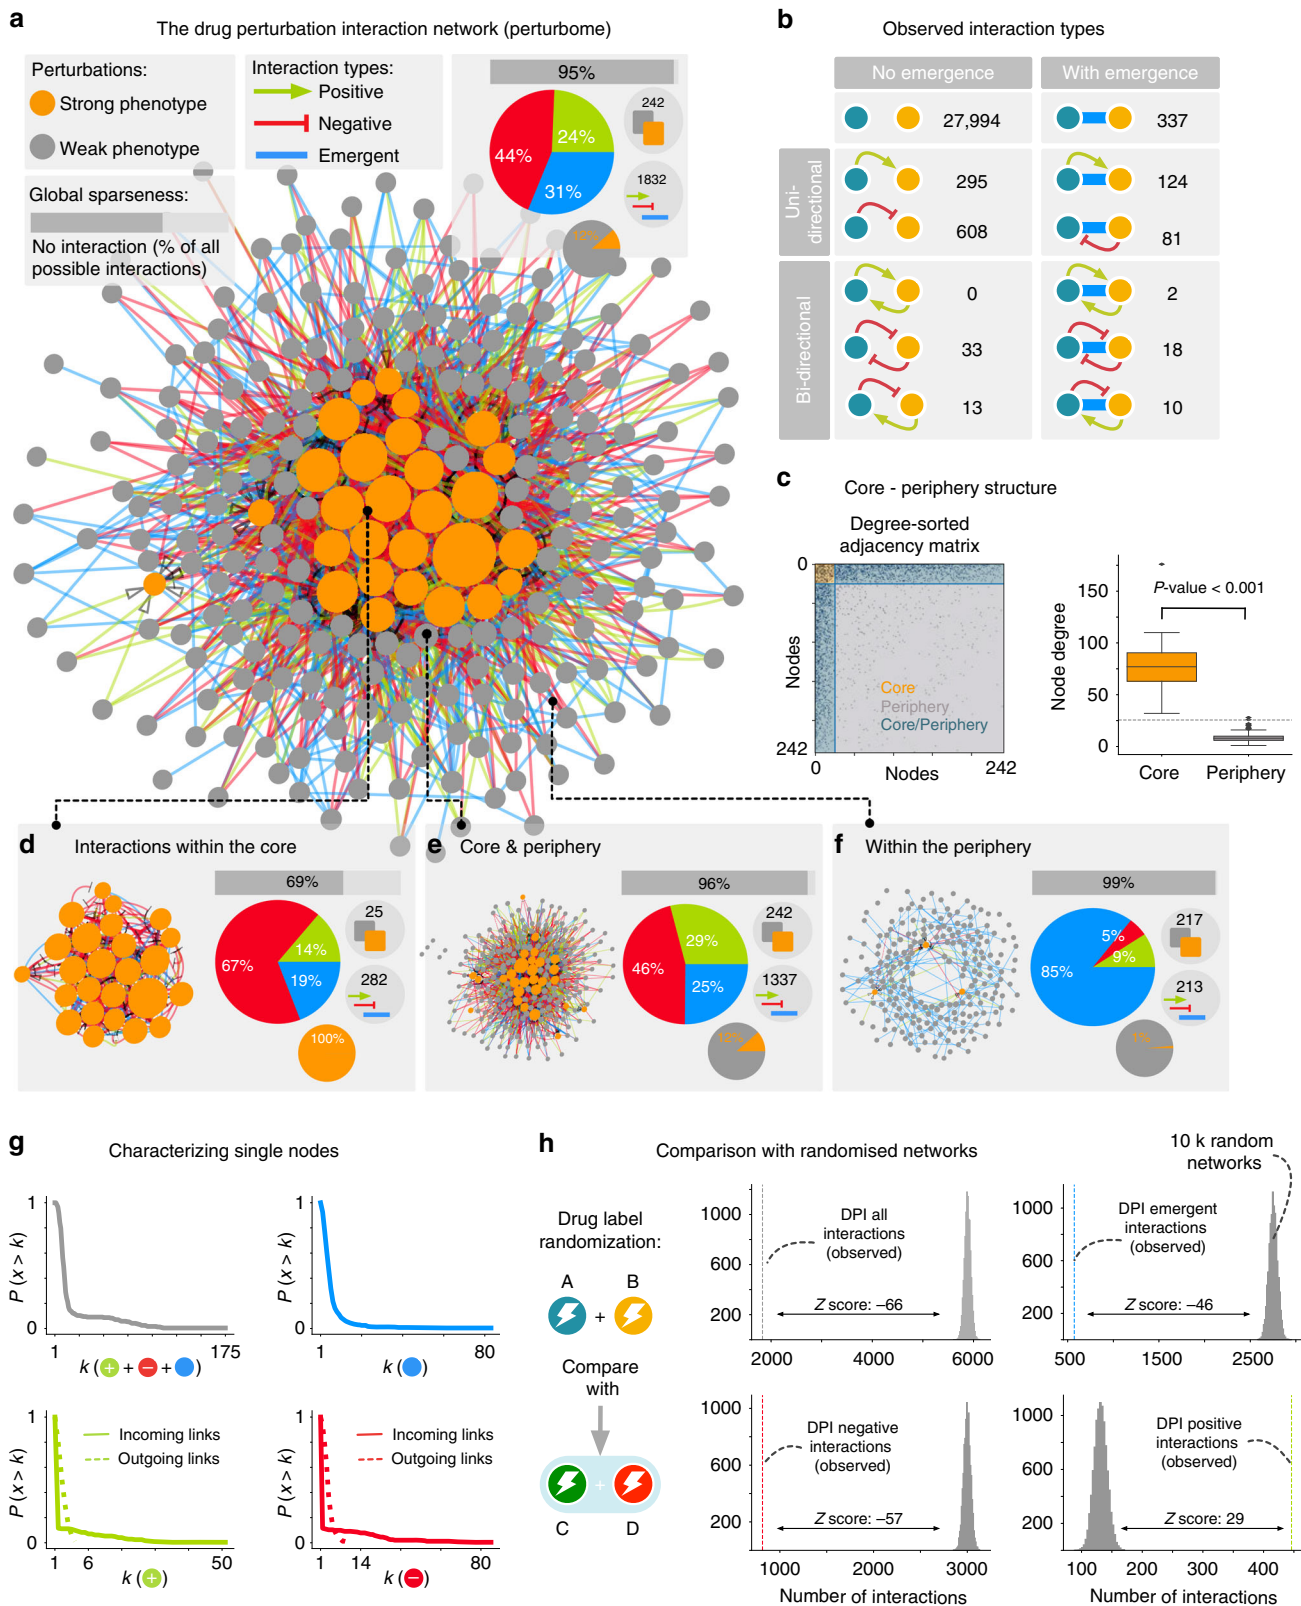 a
The drug perturbation interaction network (perturbome)
Perturbations:
Strong phenotype
Weak phenotype
Interaction types:
Positive
Negative
Emergent
Global sparseness:
No interaction (% of all
possible interactions)
95%
24%
44%
31%
242
1832
12%
b
Observed interaction types
No emergence
With emergence
27,994
337
Uni-
directional
295
124
608
81
Bi-directional
0
2
33
18
13
10
c
Core - periphery structure
Degree-sorted
adjacency matrix
0
Nodes
Core
Periphery
Core/Periphery
242
0
242
Nodes
Node degree
150
100
50
0
P-value < 0.001
Core
Periphery
d
Interactions within the core
69%
67%
14%
19%
25
282
100%
e
Core & periphery
96%
46%
29%
25%
242
1337
12%
f
Within the periphery
99%
85%
5%
9%
217
213
1%
g
Characterizing single nodes
P (x > k)
1
0
1
175
k (+ + − + )
P (x > k)
1
0
1
80
k ( )
P (x > k)
1
0
Incoming links
Outgoing links
1
6
50
k (+)
P (x > k)
1
0
Incoming links
Outgoing links
1
14
80
k (−)
h
Comparison with randomised networks
10 k random
networks
Drug label
randomization:
A
B
+
Compare
with
+
C
D
1000
600
200
DPI all
interactions
(observed)
Z score: −66
2000
4000
6000
1000
600
200
DPI emergent
interactions
(observed)
Z score: −46
500
1500
2500
1000
600
200
DPI negative
interactions
(observed)
Z score: −57
1000
2000
3000
Number of interactions
1000
600
200
DPI positive
interactions
(observed)
Z score: 29
100
200
300
400
Number of interactions